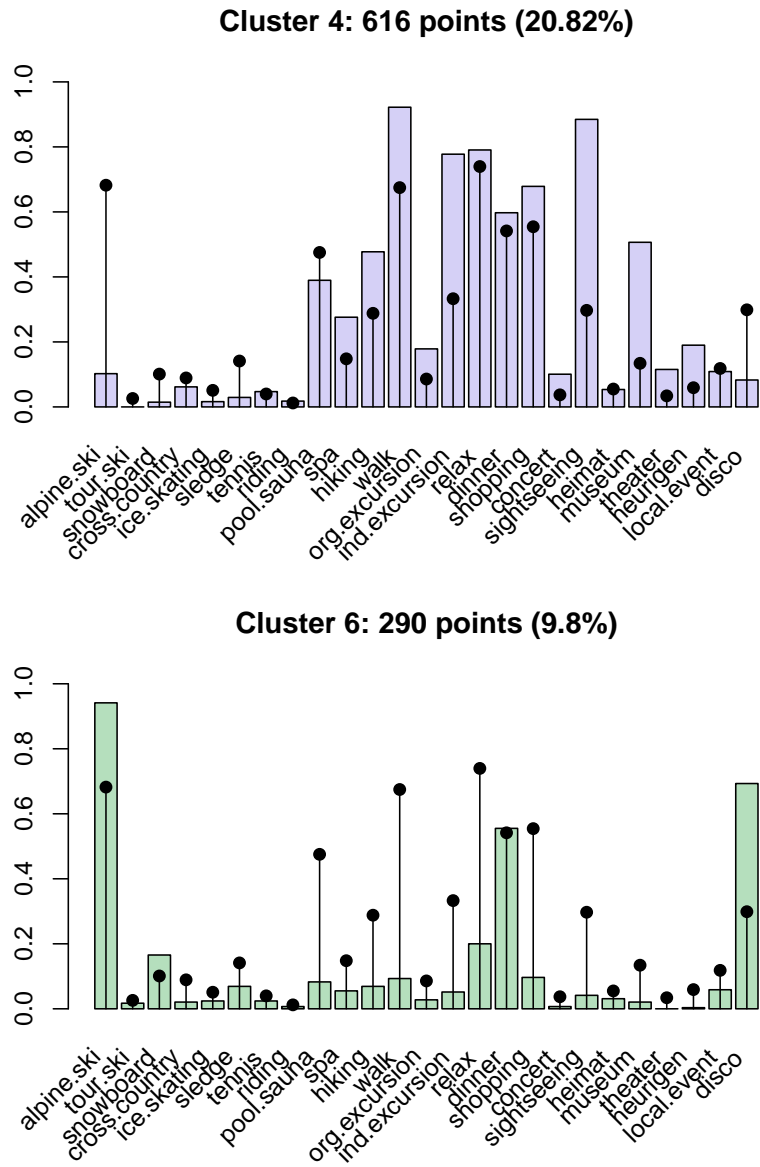 Cluster 4: 616 points (20.82%)
1.0
0.8
0.6
0.4
0.2
0.0
alpine.ski
tour.ski
snowboard
cross.country
ice.skating
sledge
tennis
riding
pool.sauna
spa
hiking
walk
org.excursion
ind.excursion
relax
dinner
shopping
concert
sightseeing
heimat
museum
theater
heurigen
local.event
disco
Cluster 6: 290 points (9.8%)
1.0
0.8
0.6
0.4
0.2
0.0
alpine.ski
tour.ski
snowboard
cross.country
ice.skating
sledge
tennis
riding
pool.sauna
spa
hiking
walk
org.excursion
ind.excursion
relax
dinner
shopping
concert
sightseeing
heimat
museum
theater
heurigen
local.event
disco